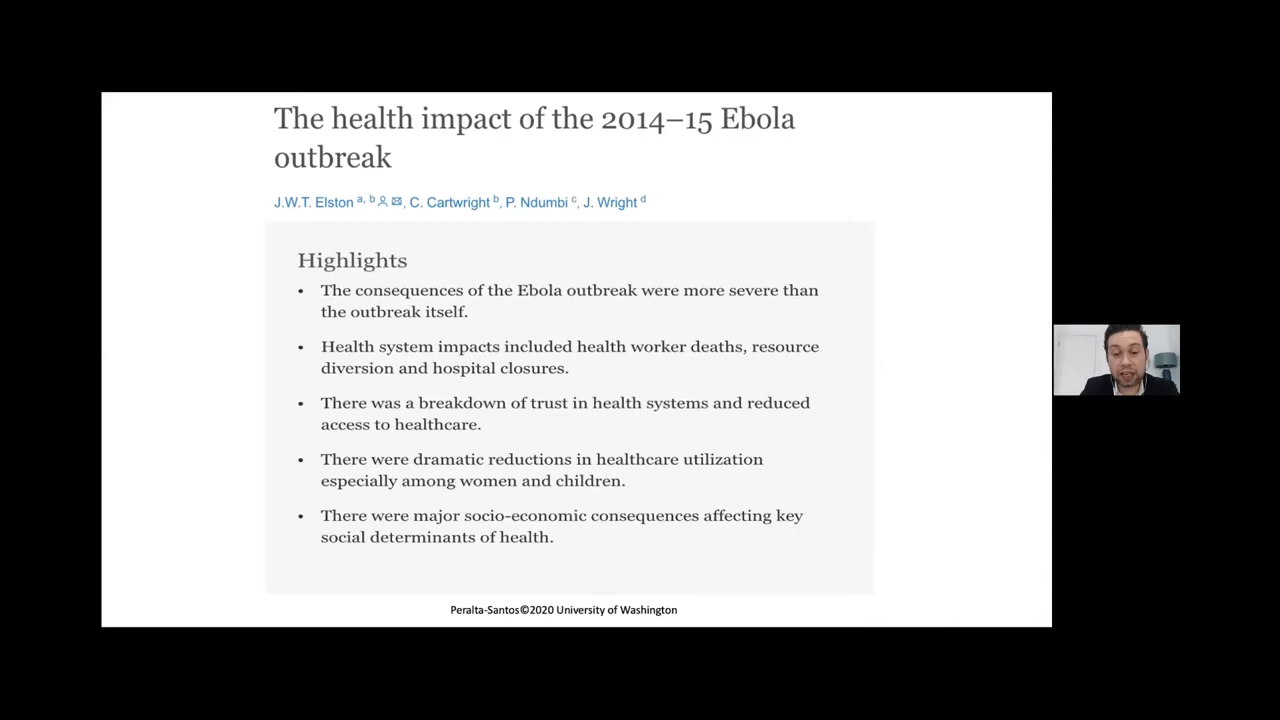 The health impact of the 2014–15 Ebola
outbreak
J.W.T. Elston a, b, C. Cartwright b, P. Ndumbi c, J. Wright d
Highlights
• The consequences of the Ebola outbreak were more severe than
the outbreak itself.
• Health system impacts included health worker deaths, resource
diversion and hospital closures.
• There was a breakdown of trust in health systems and reduced
access to healthcare.
• There were dramatic reductions in healthcare utilization
especially among women and children.
• There were major socio-economic consequences affecting key
social determinants of health.
Peralta-Santos©2020 University of Washington